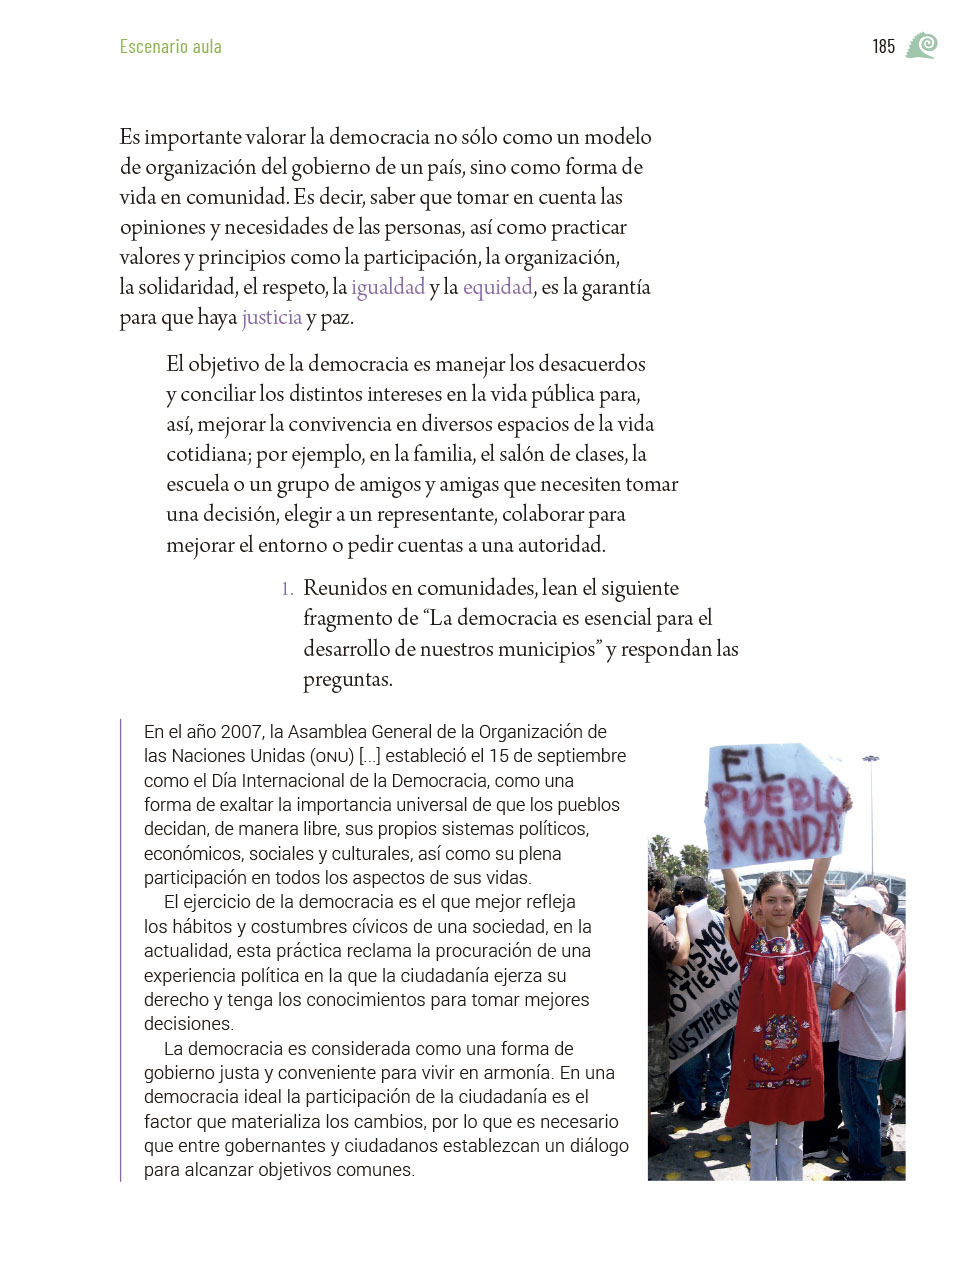 Escenario aula
185
Es importante valorar la democracia no sólo como un modelo
de organización del gobierno de un país, sino como forma de
vida en comunidad. Es decir, saber que tomar en cuenta las
opiniones y necesidades de las personas, así como practicar
valores y principios como la participación, la organización,
la solidaridad, el respeto, la igualdad y la equidad, es la garantía
para que haya justicia y paz.
El objetivo de la democracia es manejar los desacuerdos
y conciliar los distintos intereses en la vida pública para,
así, mejorar la convivencia en diversos espacios de la vida
cotidiana; por ejemplo, en la familia, el salón de clases, la
escuela o un grupo de amigos y amigas que necesiten tomar
una decisión, elegir a un representante, colaborar para
mejorar el entorno o pedir cuentas a una autoridad.
1. Reunidos en comunidades, lean el siguiente
fragmento de “La democracia es esencial para el
desarrollo de nuestros municipios” y respondan las
preguntas.
En el año 2007, la Asamblea General de la Organización de
las Naciones Unidas (ONU) [...] estableció el 15 de septiembre
como el Día Internacional de la Democracia, como una
forma de exaltar la importancia universal de que los pueblos
decidan, de manera libre, sus propios sistemas políticos,
económicos, sociales y culturales, así como su plena
participación en todos los aspectos de sus vidas.
El ejercicio de la democracia es el que mejor refleja
los hábitos y costumbres cívicos de una sociedad, en la
actualidad, esta práctica reclama la procuración de una
experiencia política en la que la ciudadanía ejerza su
derecho y tenga los conocimientos para tomar mejores
decisiones.
La democracia es considerada como una forma de
gobierno justa y conveniente para vivir en armonía. En una
democracia ideal la participación de la ciudadanía es el
factor que materializa los cambios, por lo que es necesario
que entre gobernantes y ciudadanos establezcan un diálogo
para alcanzar objetivos comunes.
EL
PUEBLO
MANDA
TIENE
JUSTIFICACI